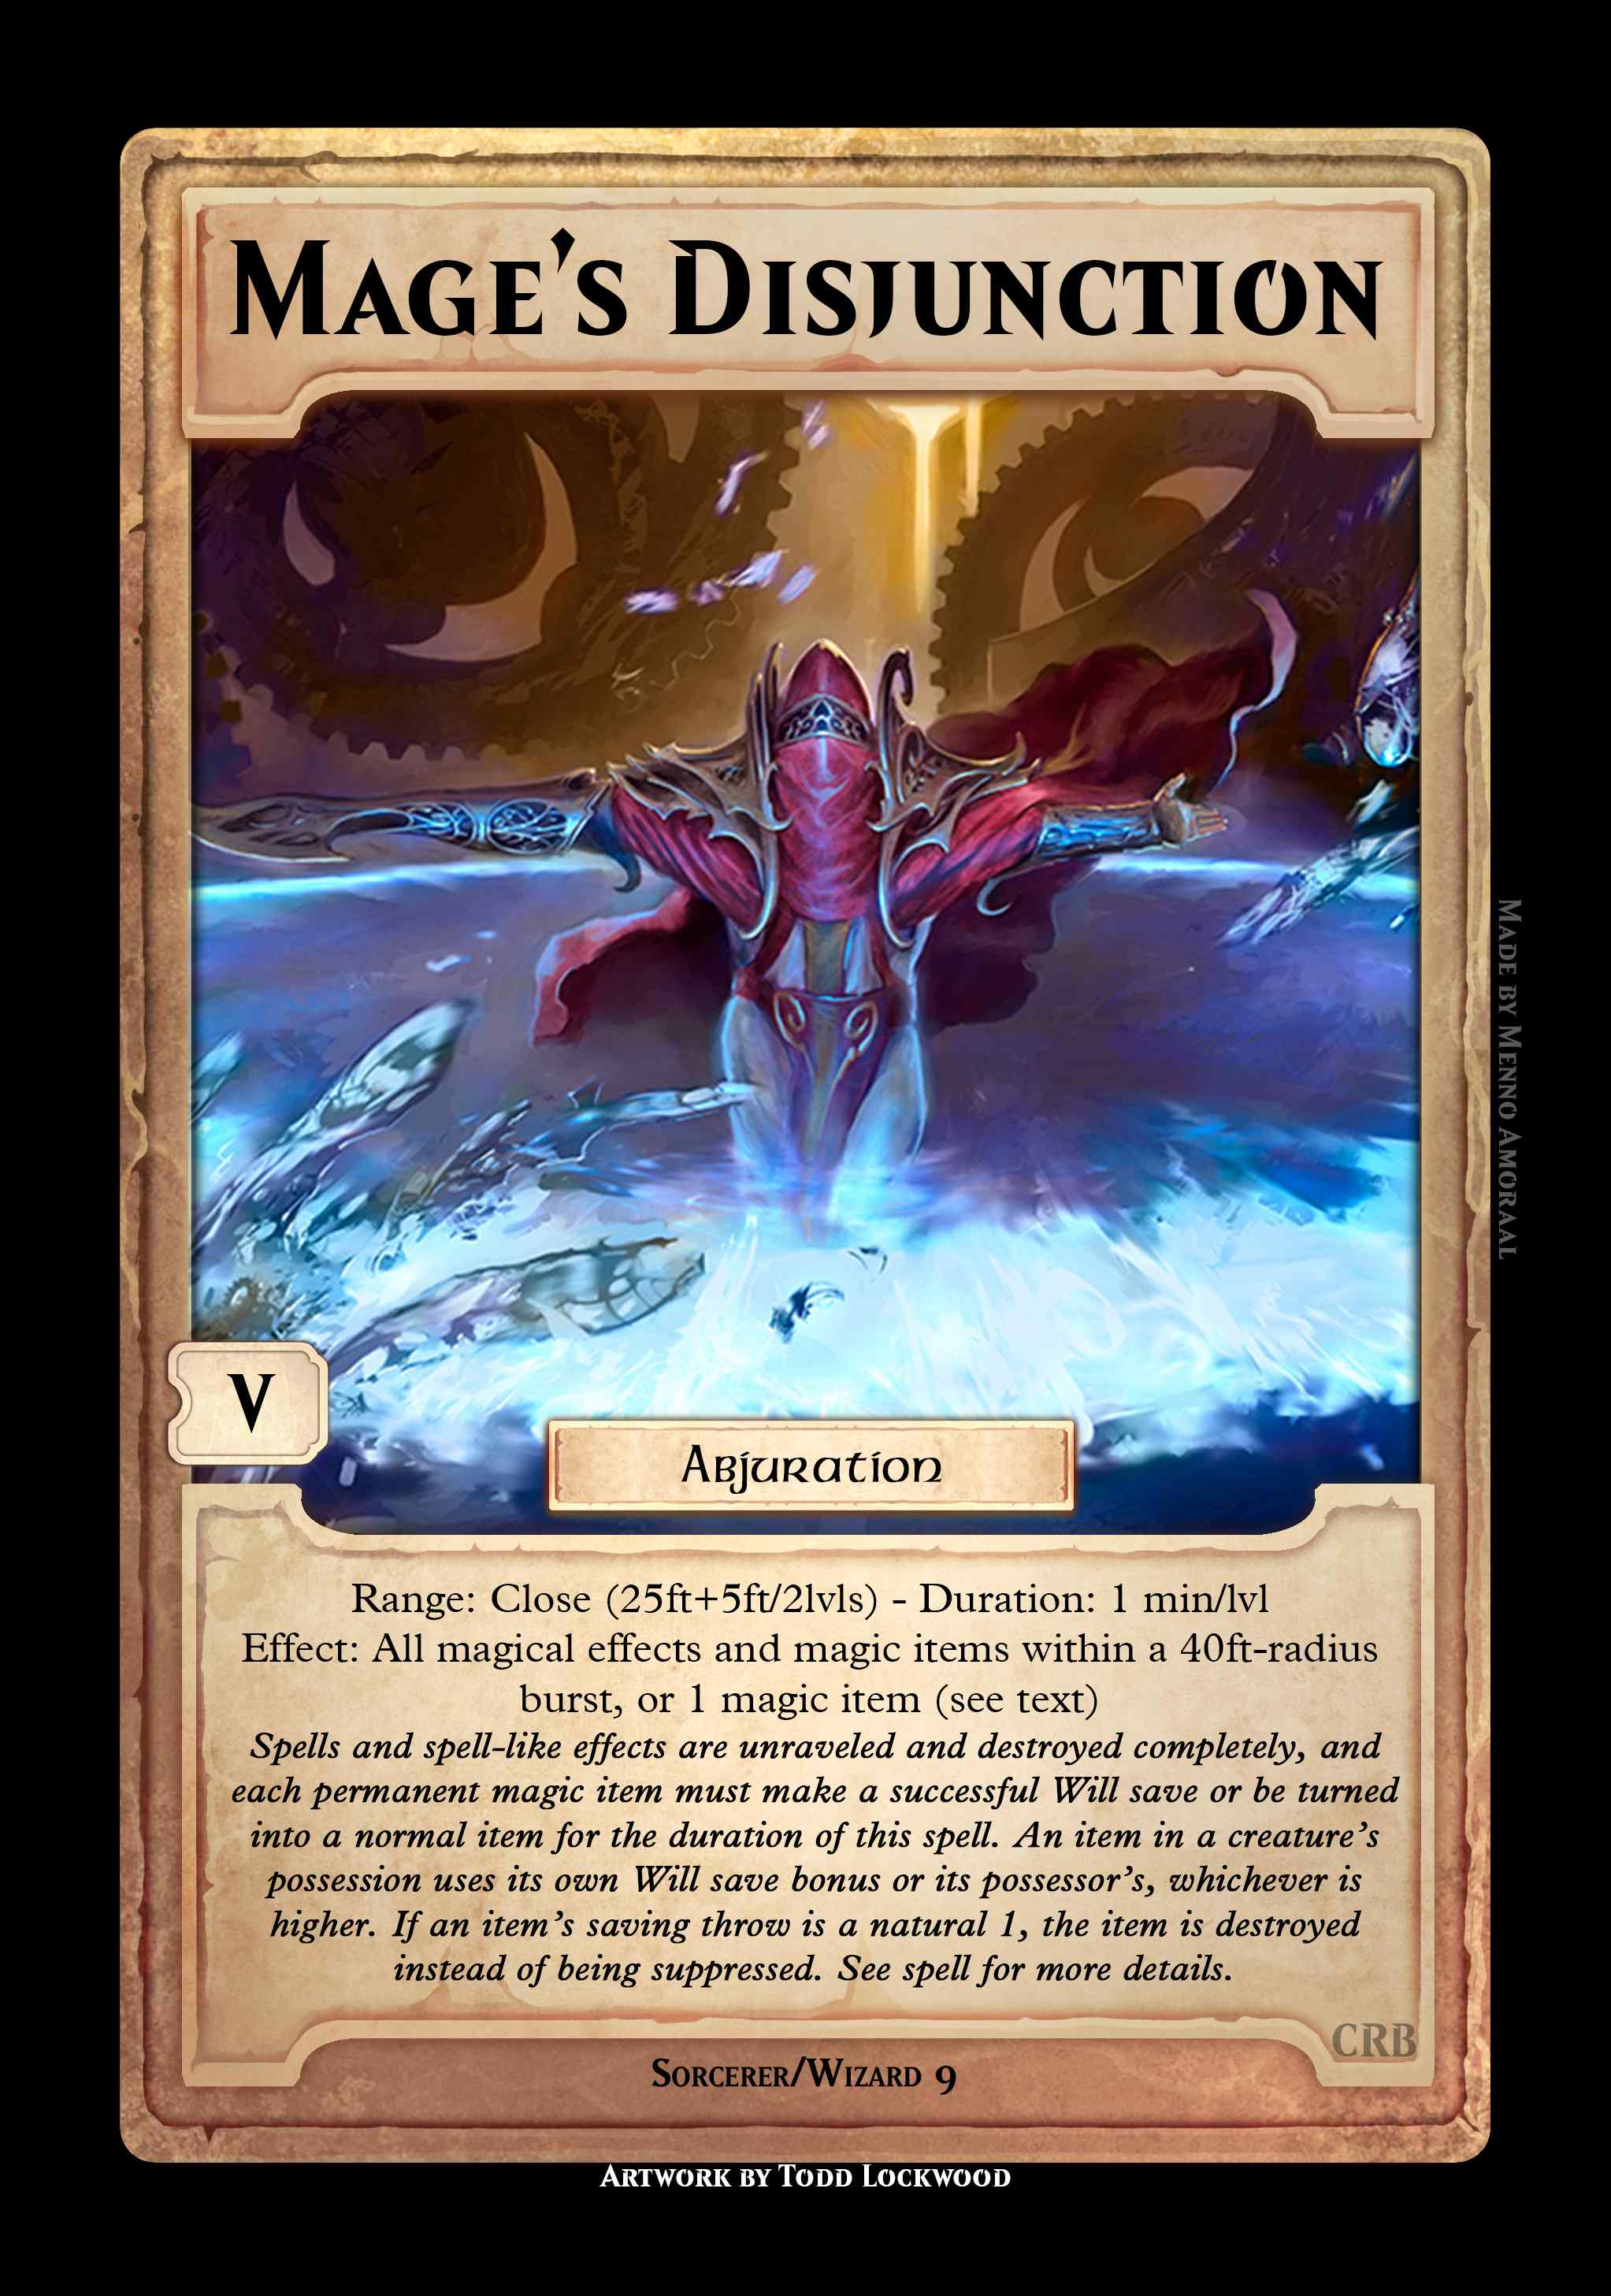 Mage's Disjunction
V
Abjuration
Range: Close (25ft+5ft/2lvls) - Duration: 1 min/lvl
Effect: All magical effects and magic items within a 40ft-radius
burst, or 1 magic item (see text)
Spells and spell-like effects are unraveled and destroyed completely, and
each permanent magic item must make a successful Will save or be turned
into a normal item for the duration of this spell. An item in a creature's
possession uses its own Will save bonus or its possessor's, whichever is
higher. If an item's saving throw is a natural 1, the item is destroyed
instead of being suppressed. See spell for more details.
CRB
Sorcerer/Wizard 9
Artwork by Todd Lockwood
Made by Menno Amoraal